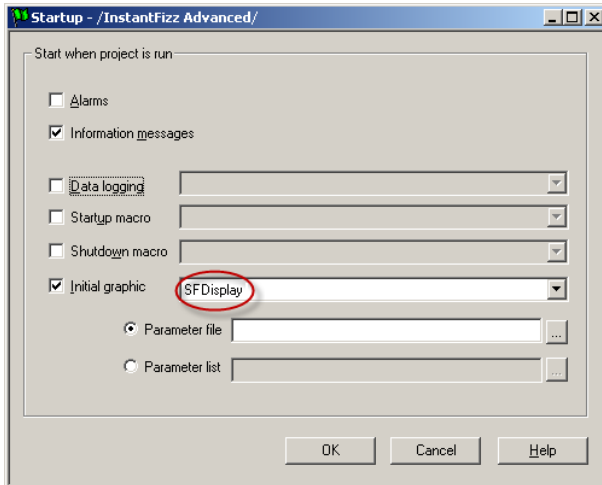 Startup - /InstantFizz Advanced/
Start when project is run
Alarms
Information messages
Data logging
Startup macro
Shutdown macro
Initial graphic SFDisplay
Parameter file ...
Parameter list ...
OK Cancel Help